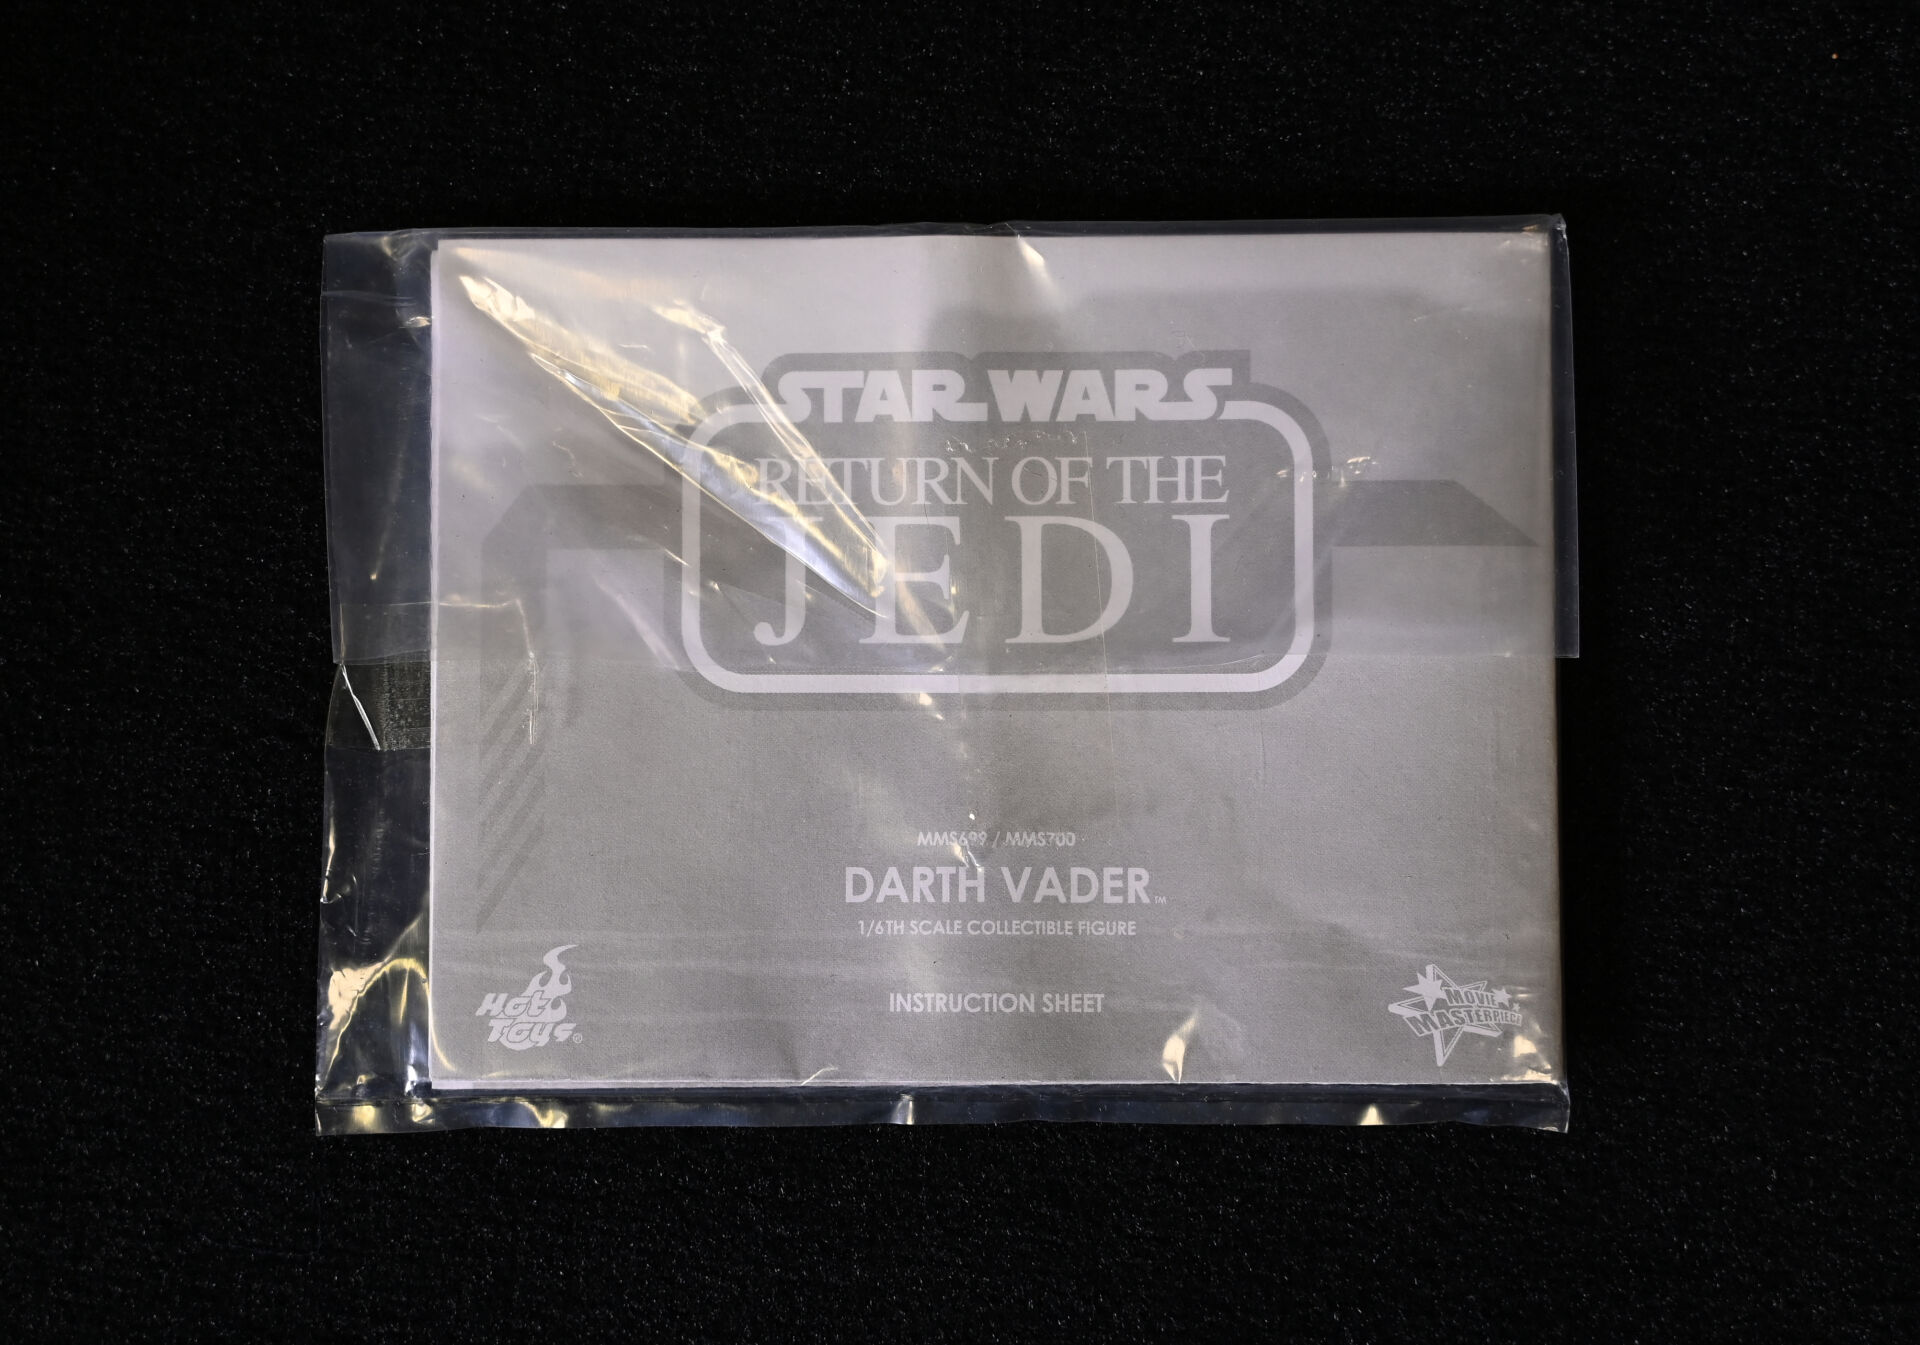 STAR WARS
RETURN OF THE
JEDI
MMS699 / MMS700
DARTH VADER™
1/6TH SCALE COLLECTIBLE FIGURE
INSTRUCTION SHEET
Hot
Toys®
MOVIE
MASTERPIECE